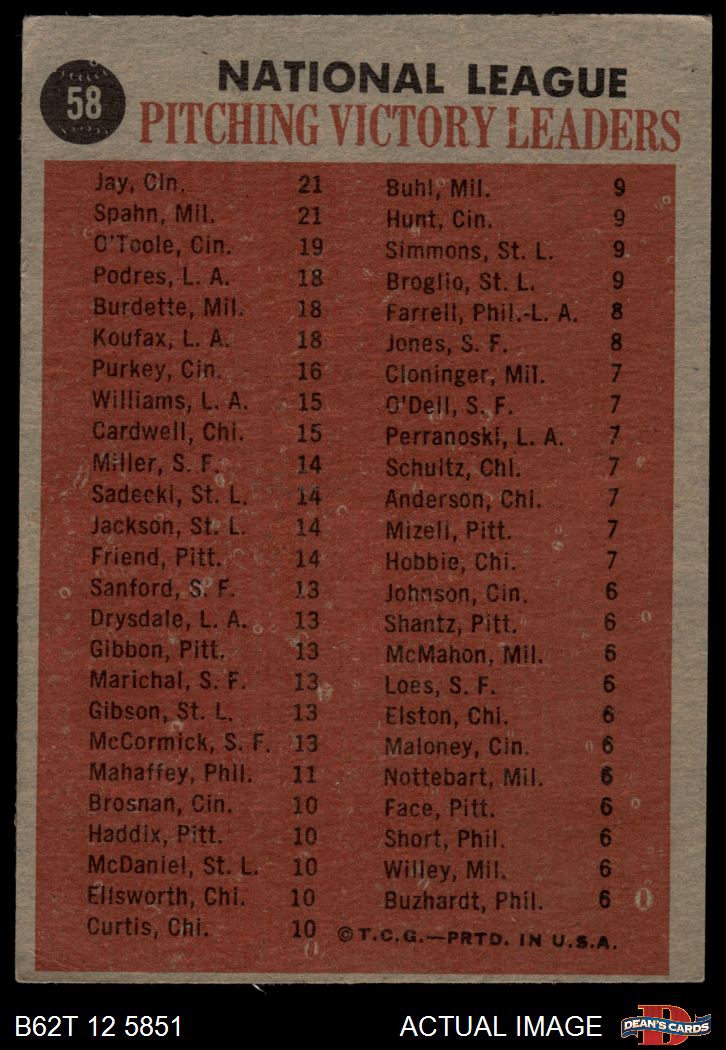 58
NATIONAL LEAGUE
PITCHING VICTORY LEADERS
Jay, Cin. 21
Spahn, Mil. 21
O'Toole, Cin. 19
Podres, L. A. 18
Burdette, Mil. 18
Koufax, L. A. 18
Purkey, Cin. 16
Williams, L. A. 15
Cardwell, Chi. 15
Miller, S. F. 14
Sadecki, St. L. 14
Jackson, St. L. 14
Friend, Pitt. 14
Sanford, S. F. 13
Drysdale, L. A. 13
Gibbon, Pitt. 13
Marichal, S. F. 13
Gibson, St. L. 13
McCormick, S. F. 13
Mahaffey, Phil. 11
Brosnan, Cin. 10
Haddix, Pitt. 10
McDaniel, St. L. 10
Ellsworth, Chi. 10
Curtis, Chi. 10
Buhl, Mil. 9
Hunt, Cin. 9
Simmons, St. L. 9
Broglio, St. L. 9
Farrell, Phil.-L. A. 8
Jones, S. F. 8
Cloninger, Mil. 7
O'Dell, S. F. 7
Perranoski, L. A. 7
Schultz, Chi. 7
Anderson, Chi. 7
Mizell, Pitt. 7
Hobbie, Chi. 7
Johnson, Cin. 6
Shantz, Pitt. 6
McMahon, Mil. 6
Loes, S. F. 6
Elston, Chi. 6
Maloney, Cin. 6
Nottebart, Mil. 6
Face, Pitt. 6
Short, Phil. 6
Willey, Mil. 6
Buzhardt, Phil. 6
©T.C.G.—PRTD. IN U.S.A.
B62T 12 5851
ACTUAL IMAGE
D
DEAN'S CARDS